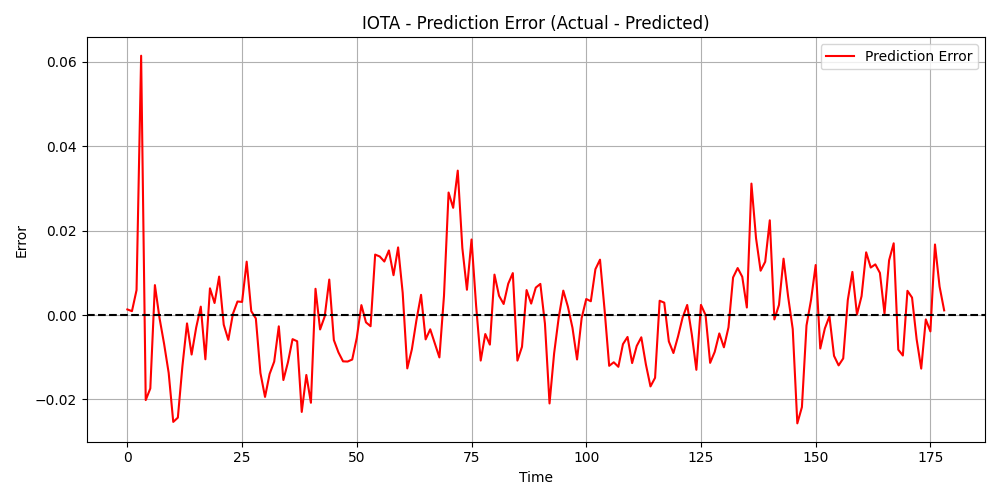 IOTA - Prediction Error (Actual - Predicted)
Prediction Error
0.06
0.04
0.02
0.00
−0.02
Error
0 25 50 75 100 125 150 175
Time